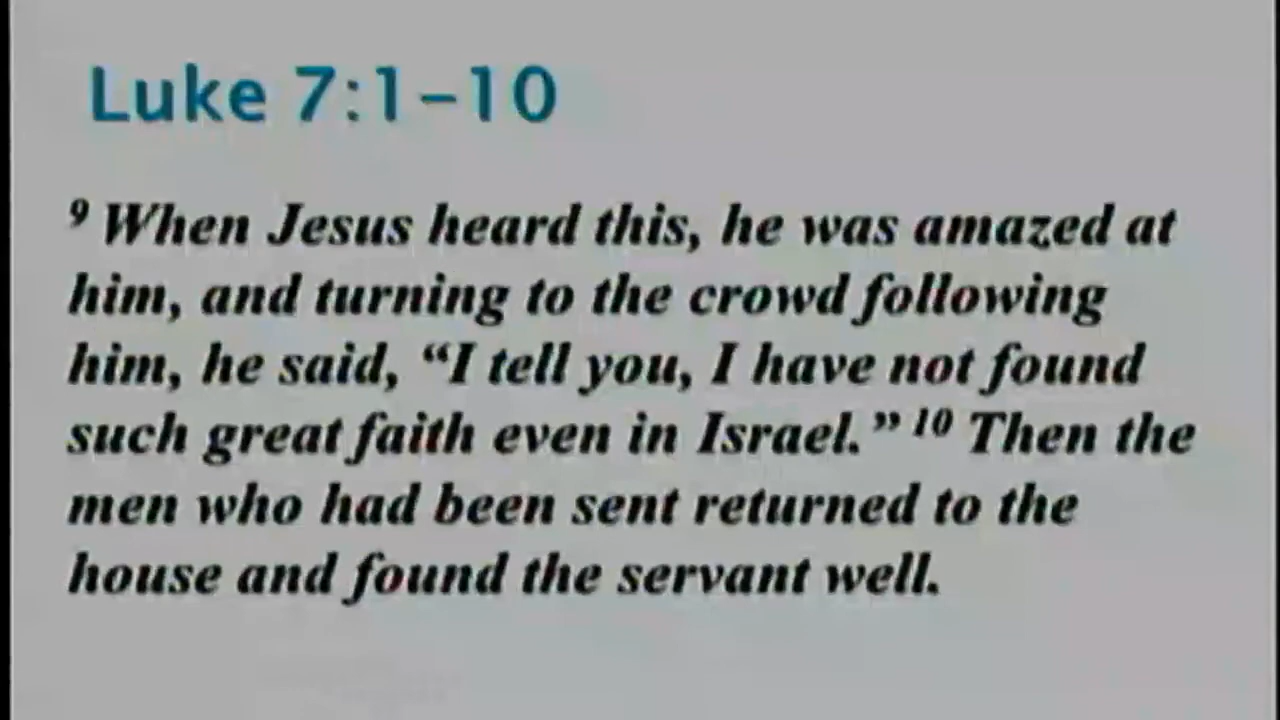 Luke 7:1–10
⁹ When Jesus heard this, he was amazed at
him, and turning to the crowd following
him, he said, “I tell you, I have not found
such great faith even in Israel.” ¹⁰ Then the
men who had been sent returned to the
house and found the servant well.